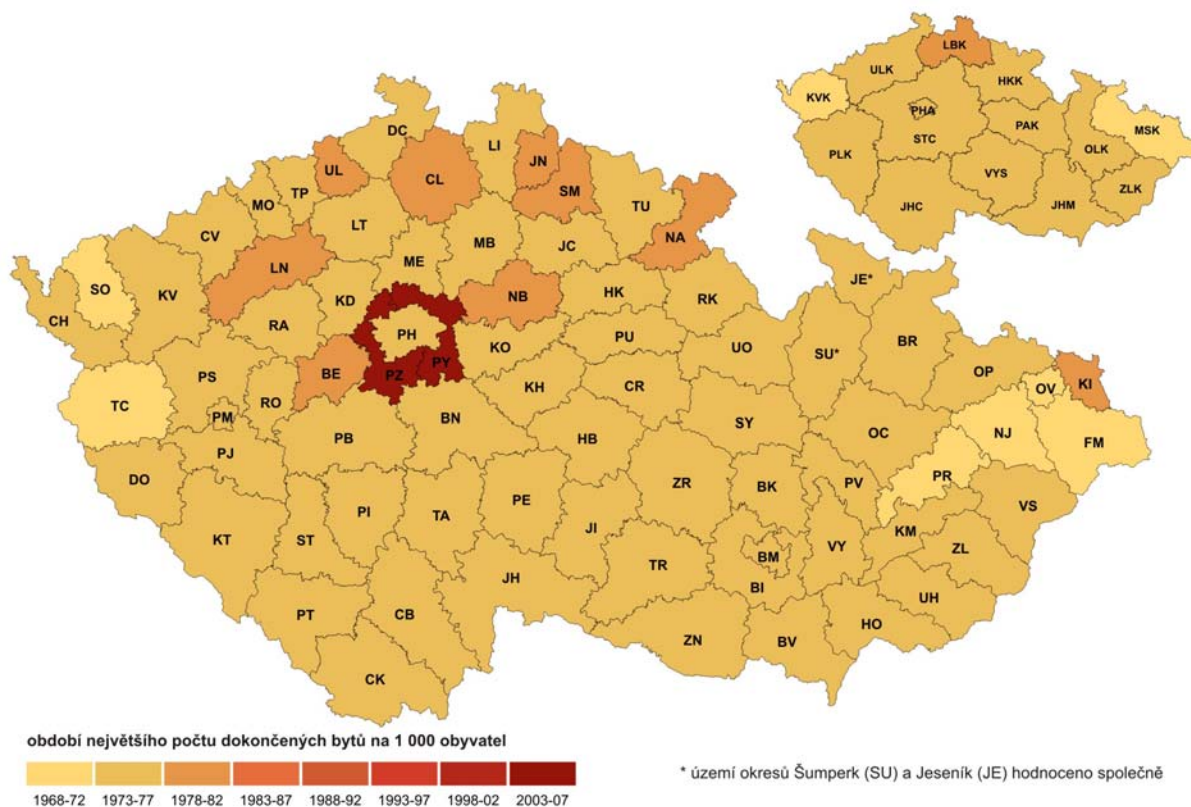 LBK
ULK
HKK
KVK
PHA
PAK
MSK
STC
OLK
PLK
VYS
ZLK
JHC
JHM
DC
LI
JN
UL
CL
SM
TP
MO
LT
TU
CV
MB
JC
NA
ME
LN
SO
KV
KD
NB
HK
RK
JE*
CH
RA
PH
KO
PU
UO
SU*
BR
BE
PZ
PY
OP
OV
KI
PS
RO
KH
CR
TC
PM
BN
SY
OC
NJ
FM
PB
HB
PJ
DO
PR
ZR
BK
PV
VS
PI
TA
PE
JI
KT
ST
KM
VY
ZL
BM
TR
JH
BI
UH
PT
CB
HO
ZN
BV
CK
období největšího počtu dokončených bytů na 1 000 obyvatel
1968-72 1973-77 1978-82 1983-87 1988-92 1993-97 1998-02 2003-07
* území okresů Šumperk (SU) a Jeseník (JE) hodnoceno společně